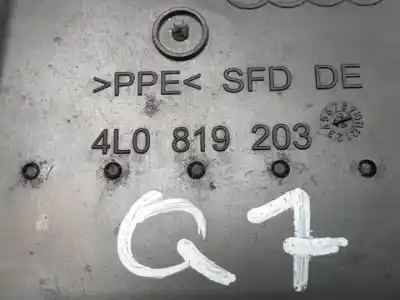 >PPE< SFD DE
4L0 819 203
Q7